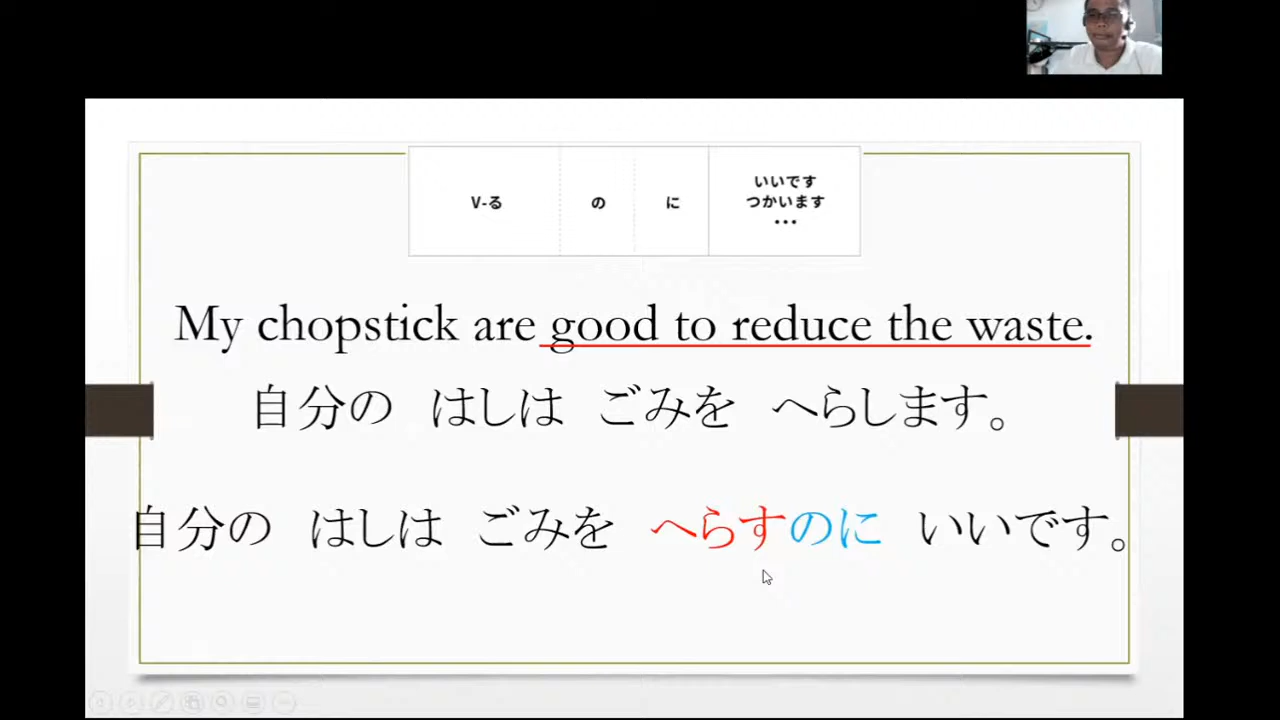 V-る の に いいです
つかいます
•••
My chopstick are good to reduce the waste.
自分の はしは ごみを へらします。
自分の はしは ごみを へらすのに いいです。